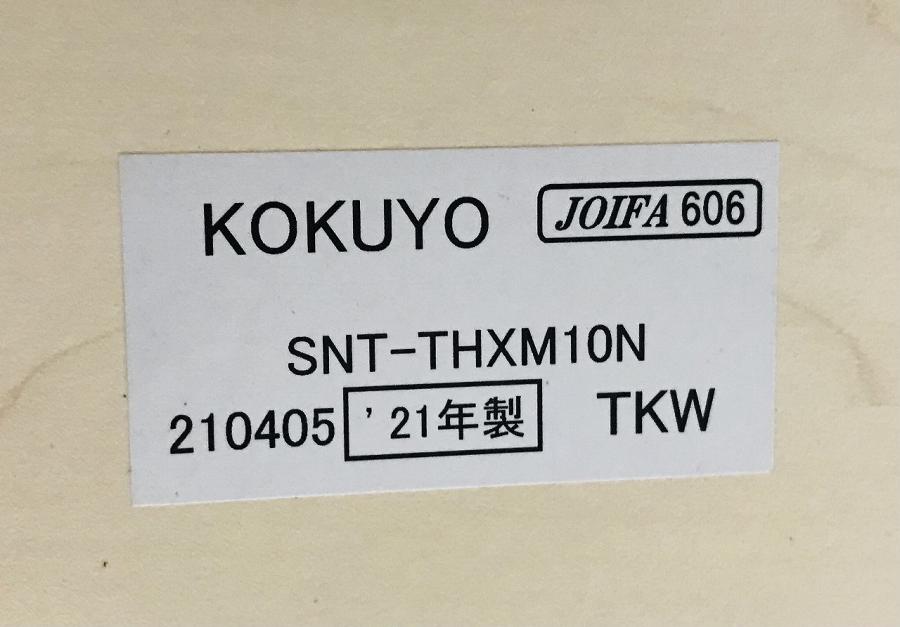 KOKUYO JOIFA 606
SNT-THXM10N
210405 '21年製 TKW